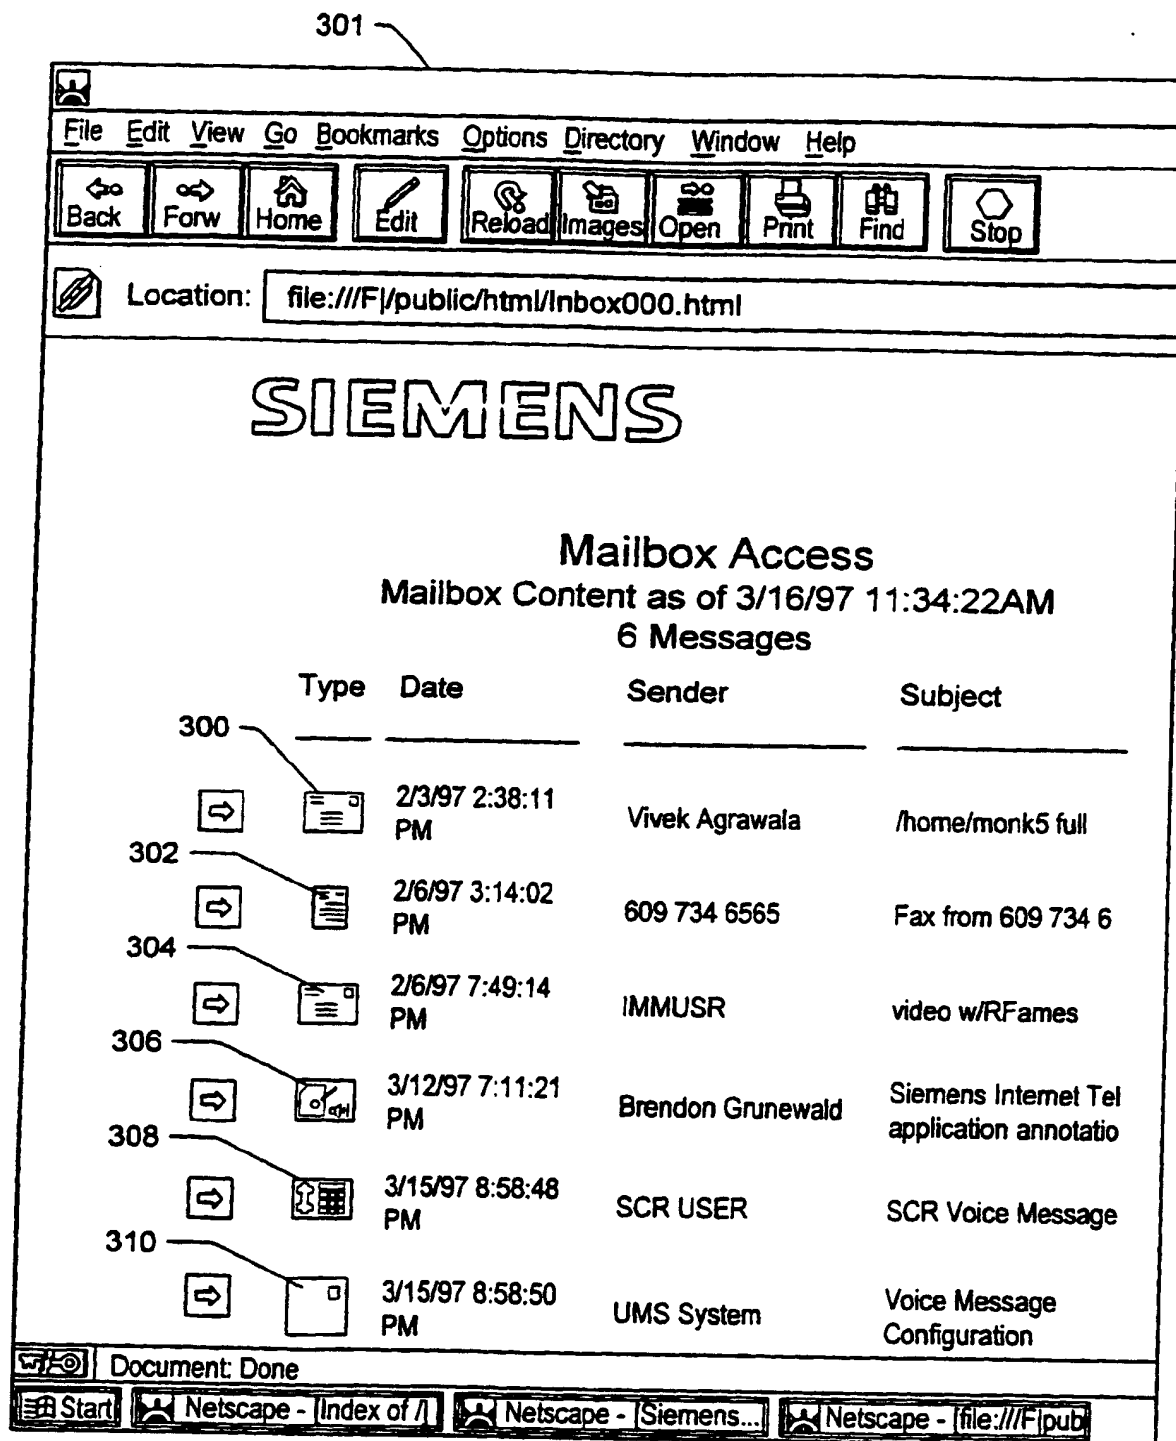 301
File Edit View Go Bookmarks Options Directory Window Help
Back Forw Home Edit Reload Images Open Print Find Stop
Location: file:///F|/public/html/Inbox000.html
SIEMENS
Mailbox Access
Mailbox Content as of 3/16/97 11:34:22AM
6 Messages
Type Date Sender Subject
300
2/3/97 2:38:11 PM Vivek Agrawala /home/monk5 full
302
2/6/97 3:14:02 PM 609 734 6565 Fax from 609 734 6
304
2/6/97 7:49:14 PM IMMUSR video w/RFames
306
3/12/97 7:11:21 PM Brendon Grunewald Siemens Internet Tel application annotatio
308
3/15/97 8:58:48 PM SCR USER SCR Voice Message
310
3/15/97 8:58:50 PM UMS System Voice Message Configuration
Document: Done
Start Netscape - [Index of /] Netscape - [Siemens...] Netscape - [file:///F|pub